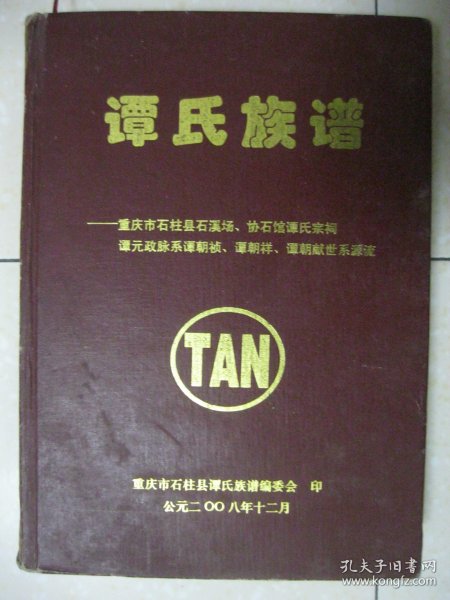 谭氏族谱
——重庆市石柱县石溪场、协石馆谭氏宗祠
谭元政脉系谭朝祯、谭朝祥、谭朝献世系源流
TAN
重庆市石柱县谭氏族谱编委会 印
公元二〇〇八年十二月
孔夫子旧书网
www.kongfz.com